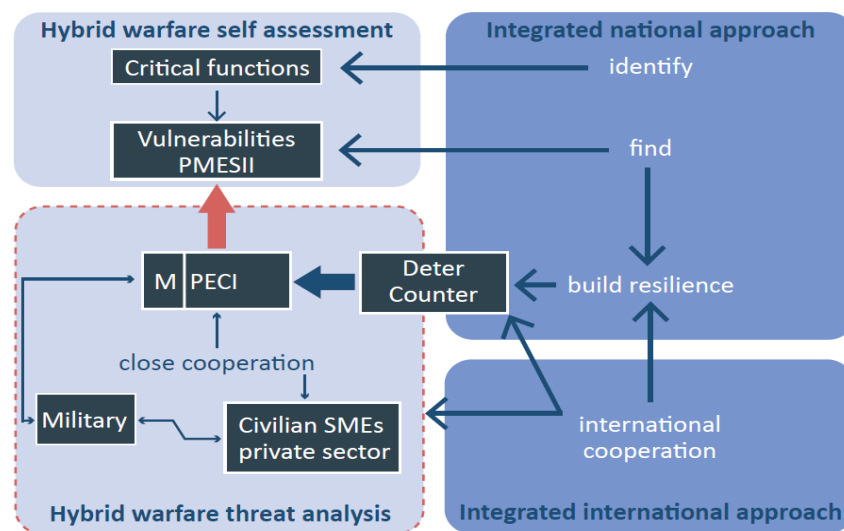 Hybrid warfare self assessment
Critical functions
Vulnerabilities
PMESII
Integrated national approach
identify
find
build resilience
Deter
Counter
M PECI
close cooperation
Military
Civilian SMEs
private sector
Hybrid warfare threat analysis
international
cooperation
Integrated international approach